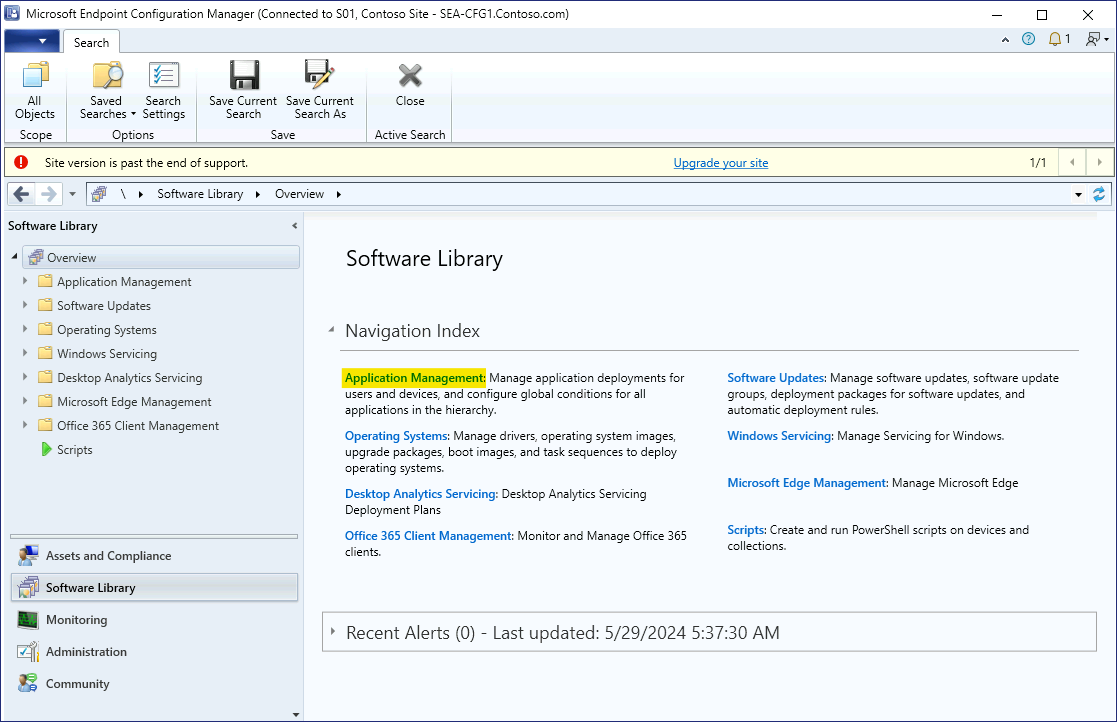 Microsoft Endpoint Configuration Manager (Connected to S01, Contoso Site - SEA-CFG1.Contoso.com)
Search
1
All
Objects
Saved
Searches
Search
Settings
Save Current
Search
Save Current
Search As
Close
Scope
Options
Save
Active Search
Site version is past the end of support.
Upgrade your site
1/1
\ Software Library Overview
Software Library
Overview
Application Management
Software Updates
Operating Systems
Windows Servicing
Desktop Analytics Servicing
Microsoft Edge Management
Office 365 Client Management
Scripts
Assets and Compliance
Software Library
Monitoring
Administration
Community
Software Library
Navigation Index
Application Management: Manage application deployments for
users and devices, and configure global conditions for all
applications in the hierarchy.
Operating Systems: Manage drivers, operating system images,
upgrade packages, boot images, and task sequences to deploy
operating systems.
Desktop Analytics Servicing: Desktop Analytics Servicing
Deployment Plans
Office 365 Client Management: Monitor and Manage Office 365
clients.
Software Updates: Manage software updates, software update
groups, deployment packages for software updates, and
automatic deployment rules.
Windows Servicing: Manage Servicing for Windows.
Microsoft Edge Management: Manage Microsoft Edge
Scripts: Create and run PowerShell scripts on devices and
collections.
Recent Alerts (0) - Last updated: 5/29/2024 5:37:30 AM